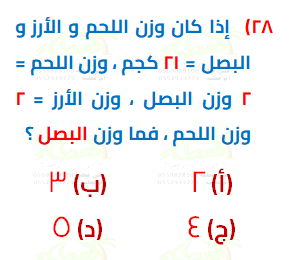 ٢٨) إذا كان وزن اللحم و الأرز و
البصل = ٢١ كجم ، وزن اللحم =
٢ وزن البصل ، وزن الأرز = ٢
وزن اللحم ، فما وزن البصل ؟
(أ) ٢ (ب) ٣
(ج) ٤ (د) ٥